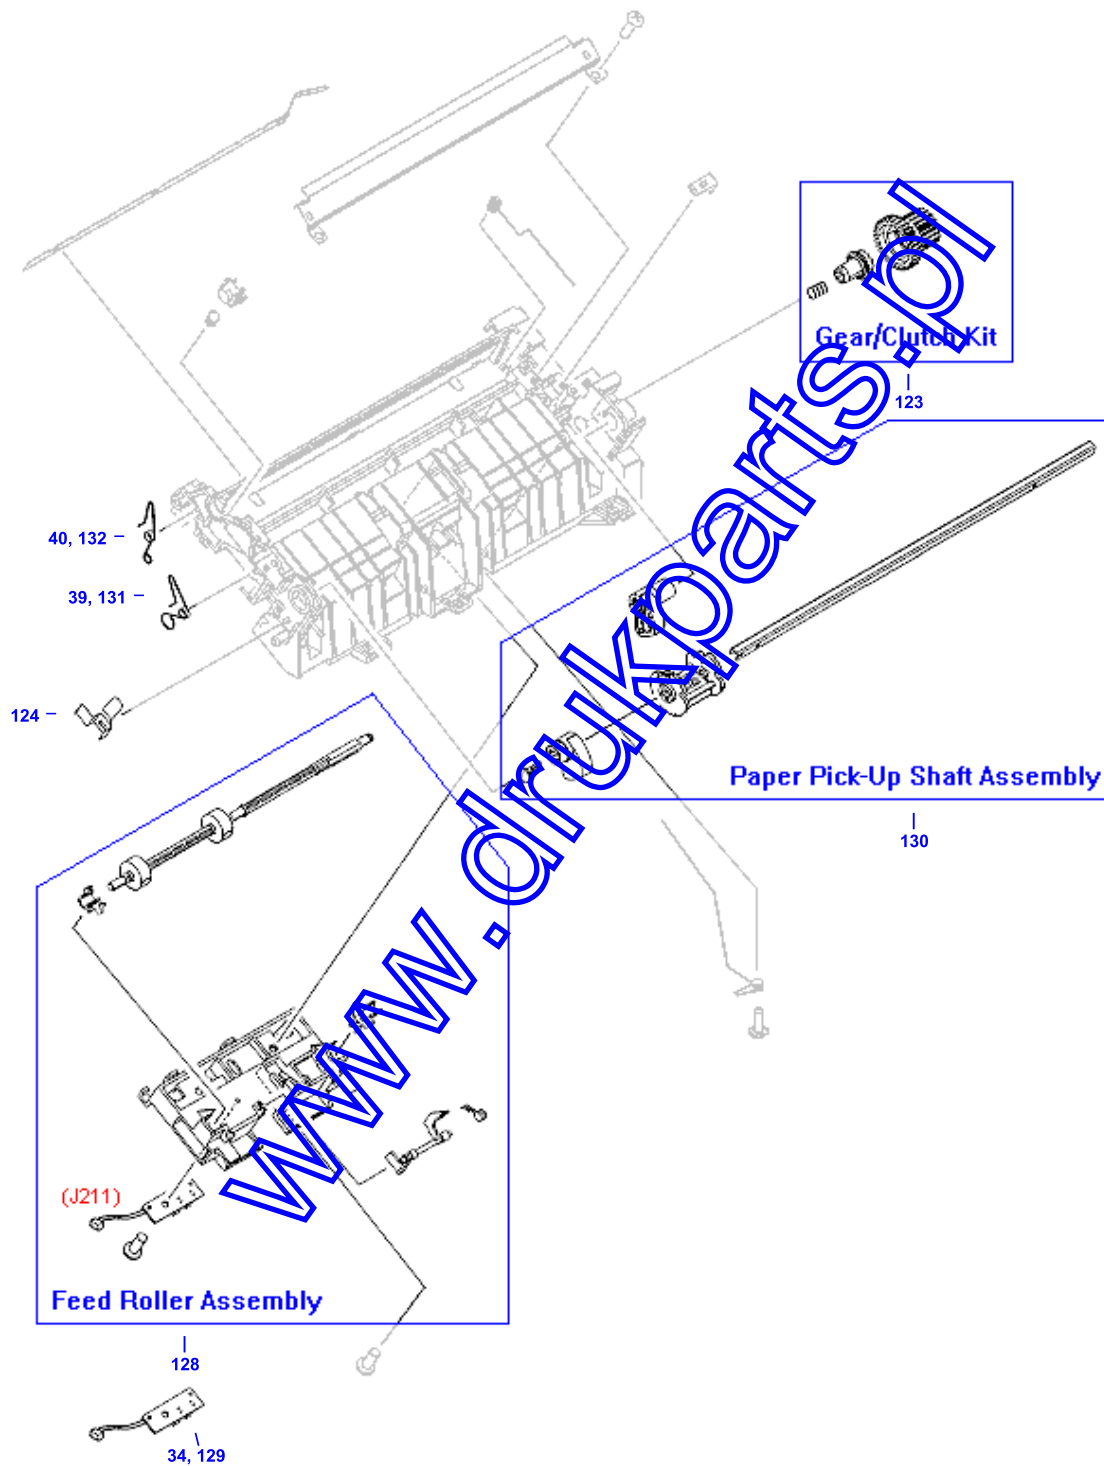 Gear/Clutch Kit
123
40, 132
39, 131
124
Paper Pick-Up Shaft Assembly
130
(J211)
Feed Roller Assembly
128
34, 129
www.drukparts.pl